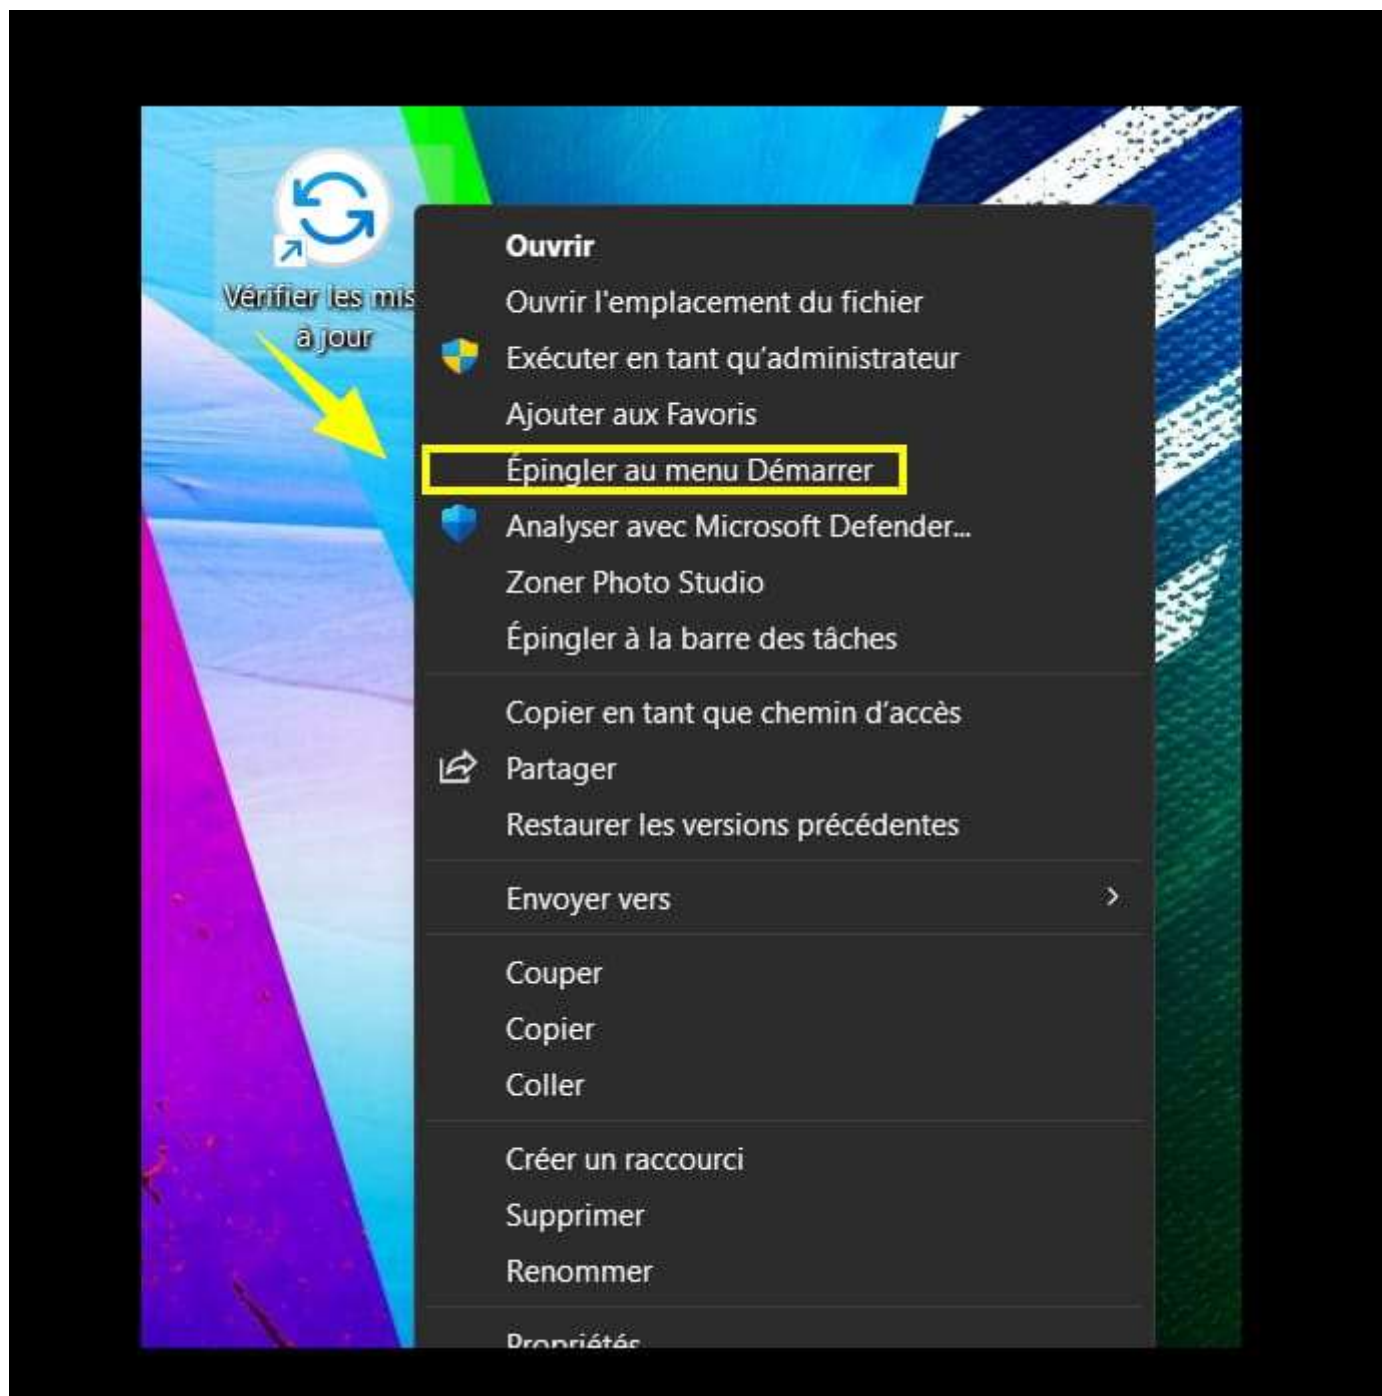 Vérifier les mis
à jour
Ouvrir
Ouvrir l'emplacement du fichier
Exécuter en tant qu’administrateur
Ajouter aux Favoris
Épingler au menu Démarrer
Analyser avec Microsoft Defender...
Zoner Photo Studio
Épingler à la barre des tâches
Copier en tant que chemin d’accès
Partager
Restaurer les versions précédentes
Envoyer vers
Couper
Copier
Coller
Créer un raccourci
Supprimer
Renommer
Propriétés